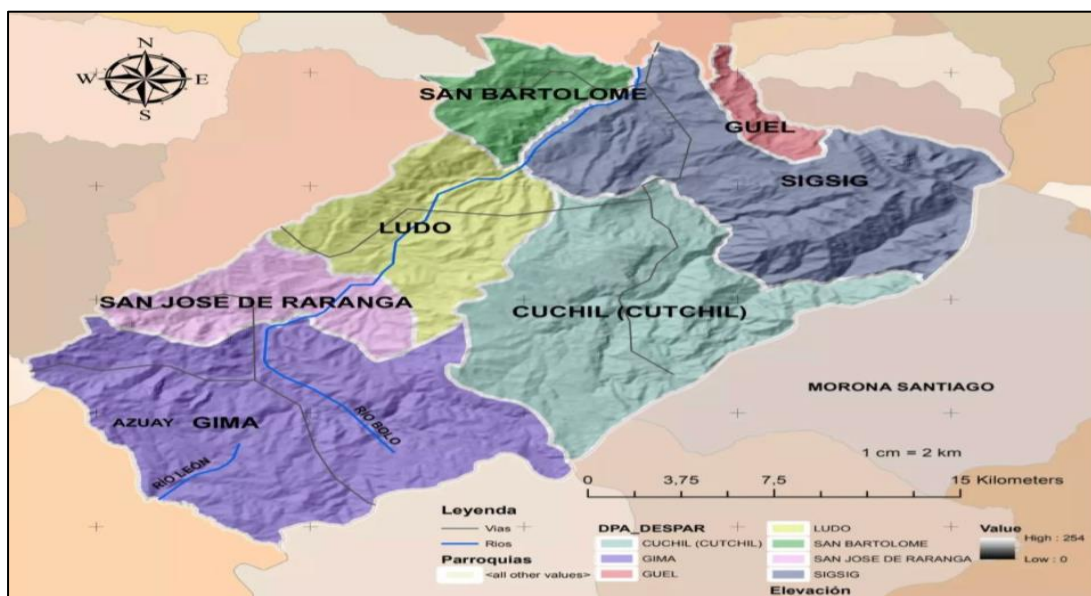 N
W E
S
SAN BARTOLOME
GUEL
SIGSIG
LUDO
SAN JOSE DE RARANGA
CUCHIL (CUTCHIL)
MORONA SANTIAGO
AZUAY GIMA
RÍO BOLO
RÍO LEÓN
1 cm = 2 km
0 3,75 7,5 15 Kilometers
Leyenda
Vias
Rios
Parroquias
<all other values>
DPA_DESPAR
CUCHIL (CUTCHIL)
GIMA
GUEL
LUDO
SAN BARTOLOME
SAN JOSE DE RARANGA
SIGSIG
Elevación
Value
High : 254
Low : 0